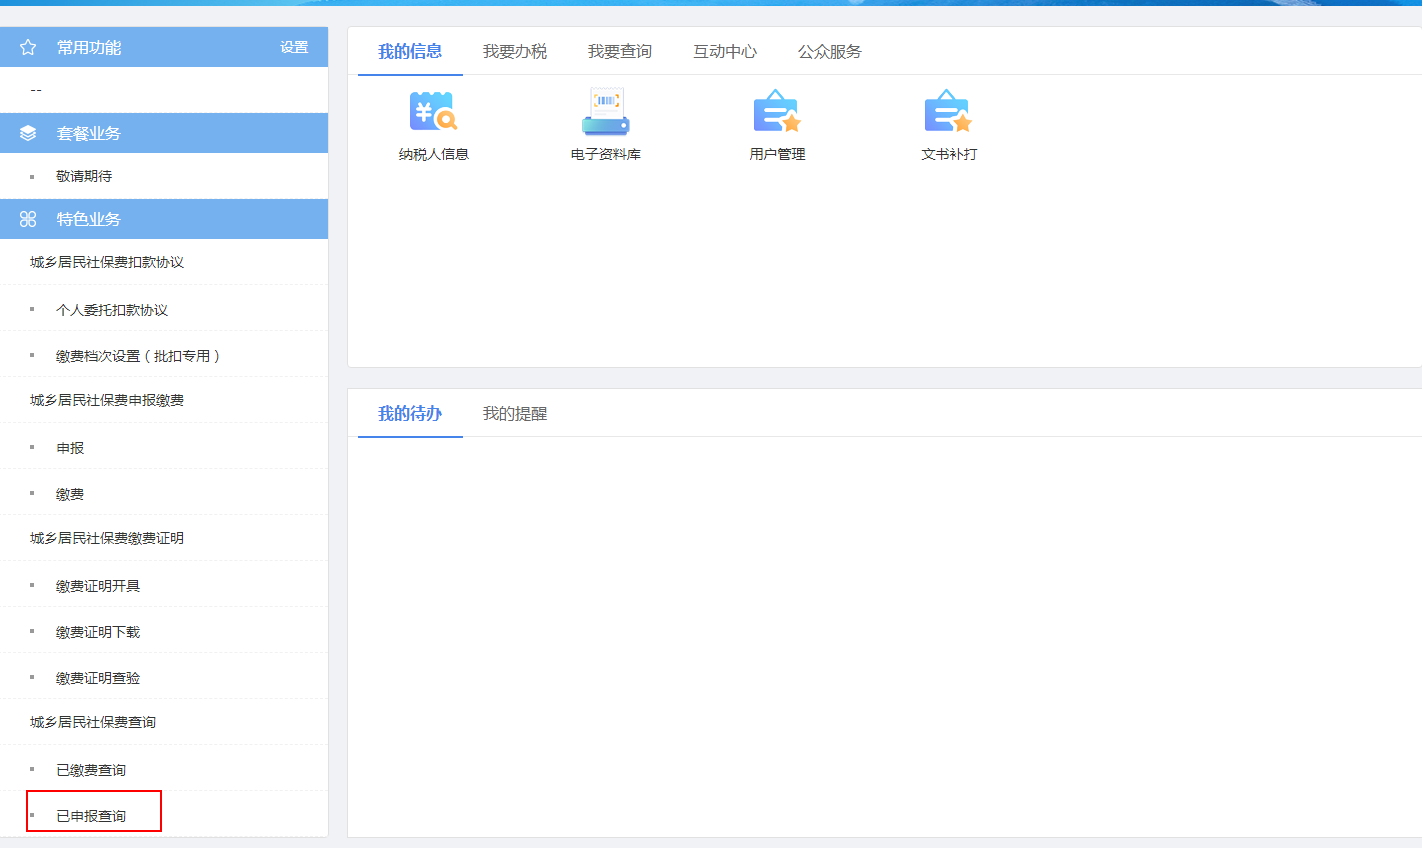 常用功能 设置
--
套餐业务
敬请期待
特色业务
城乡居民社保费扣款协议
个人委托扣款协议
缴费档次设置（批扣专用）
城乡居民社保费申报缴费
申报
缴费
城乡居民社保费缴费证明
缴费证明开具
缴费证明下载
缴费证明查验
城乡居民社保费查询
已缴费查询
已申报查询
我的信息 我要办税 我要查询 互动中心 公众服务
纳税人信息 电子资料库 用户管理 文书补打
我的待办 我的提醒